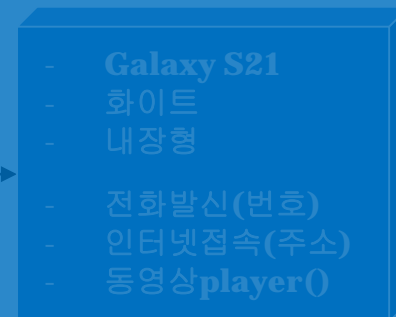 - Galaxy S21
- 화이트
- 내장형
- 전화발신(번호)
- 인터넷접속(주소)
- 동영상player()